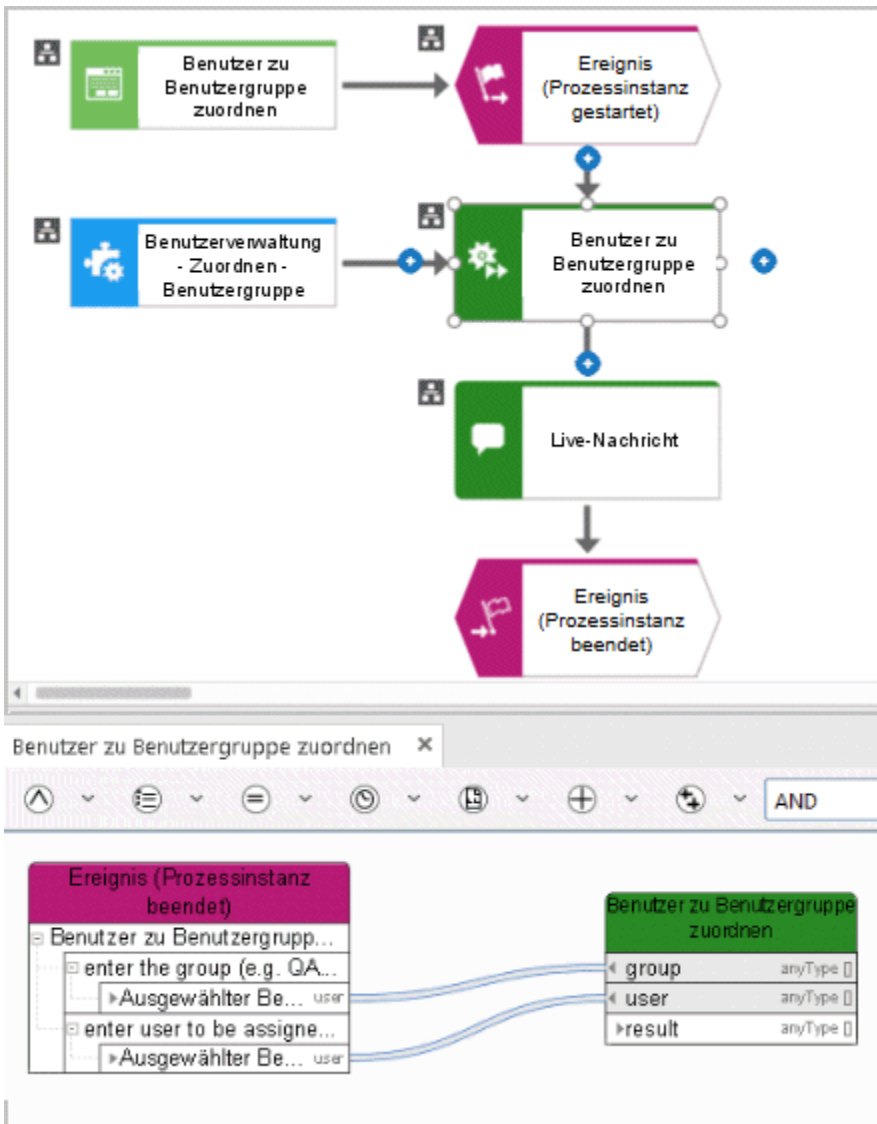 Benutzer zu
Benutzergruppe
zuordnen
Ereignis
(Prozessinstanz
gestartet)
Benutzerverwaltung
- Zuordnen -
Benutzergruppe
Benutzer zu
Benutzergruppe
zuordnen
Live-Nachricht
Ereignis
(Prozessinstanz
beendet)
Benutzer zu Benutzergruppe zuordnen
AND
Ereignis (Prozessinstanz
beendet)
Benutzer zu Benutzergrupp...
enter the group (e.g. QA...
Ausgewählter Be... user
enter user to be assigne...
Ausgewählter Be... user
Benutzer zu Benutzergruppe
zuordnen
group anyType []
user anyType []
result anyType []